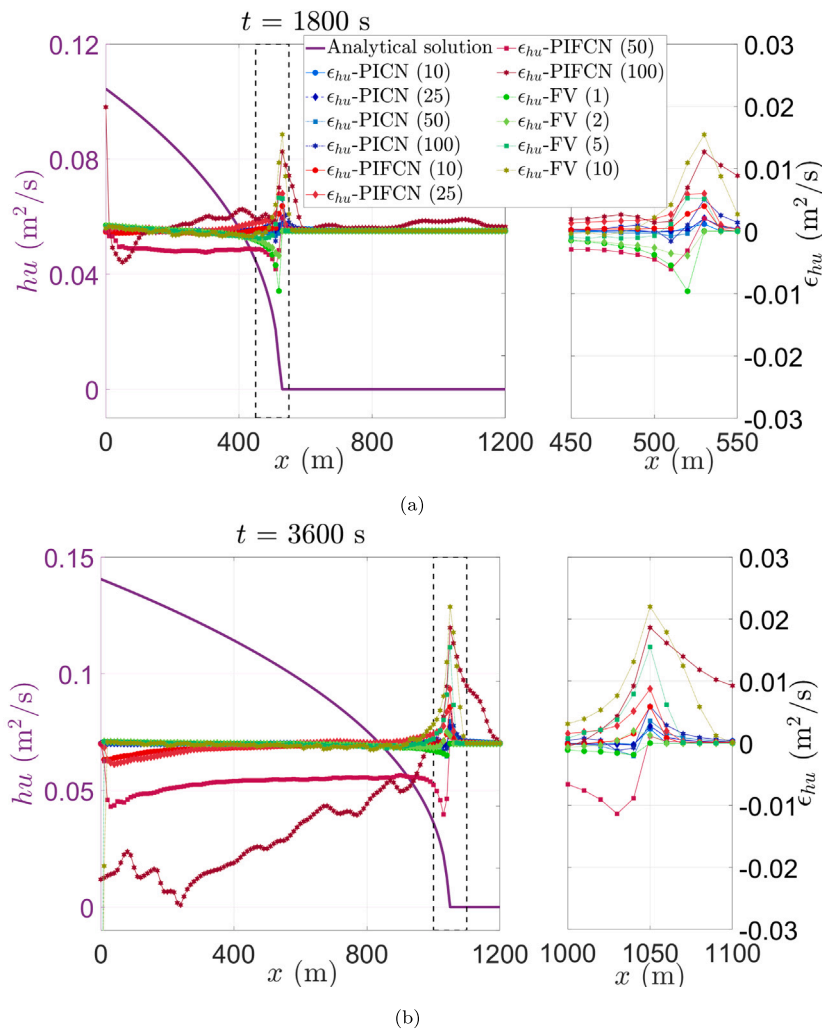 t = 1800 s
Analytical solution
ϵhu-PICN (10)
ϵhu-PICN (25)
ϵhu-PICN (50)
ϵhu-PICN (100)
ϵhu-PIFCN (10)
ϵhu-PIFCN (25)
ϵhu-PIFCN (50)
ϵhu-PIFCN (100)
ϵhu-FV (1)
ϵhu-FV (2)
ϵhu-FV (5)
ϵhu-FV (10)
hu (m²/s)
0.12
0.08
0.04
0
0 400 800 1200
x (m)
450 500 550
x (m)
0.03
0.02
0.01
0
-0.01
-0.02
-0.03
ϵhu
(a)
t = 3600 s
hu (m²/s)
0.15
0.1
0.05
0
0 400 800 1200
x (m)
1000 1050 1100
x (m)
0.03
0.02
0.01
0
-0.01
-0.02
-0.03
ϵhu
(b)